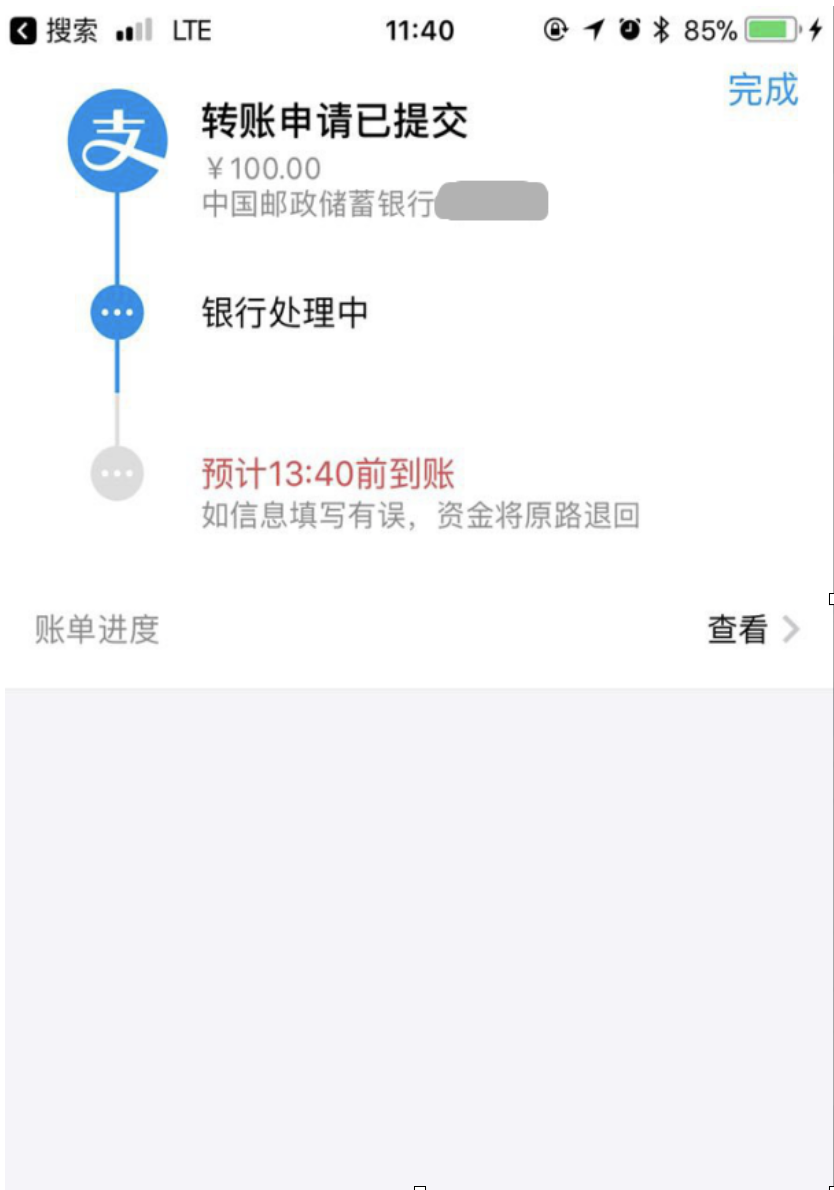 搜索 LTE 11:40 85%
完成
支
转账申请已提交
￥100.00
中国邮政储蓄银行
银行处理中
预计13:40前到账
如信息填写有误，资金将原路退回
账单进度 查看